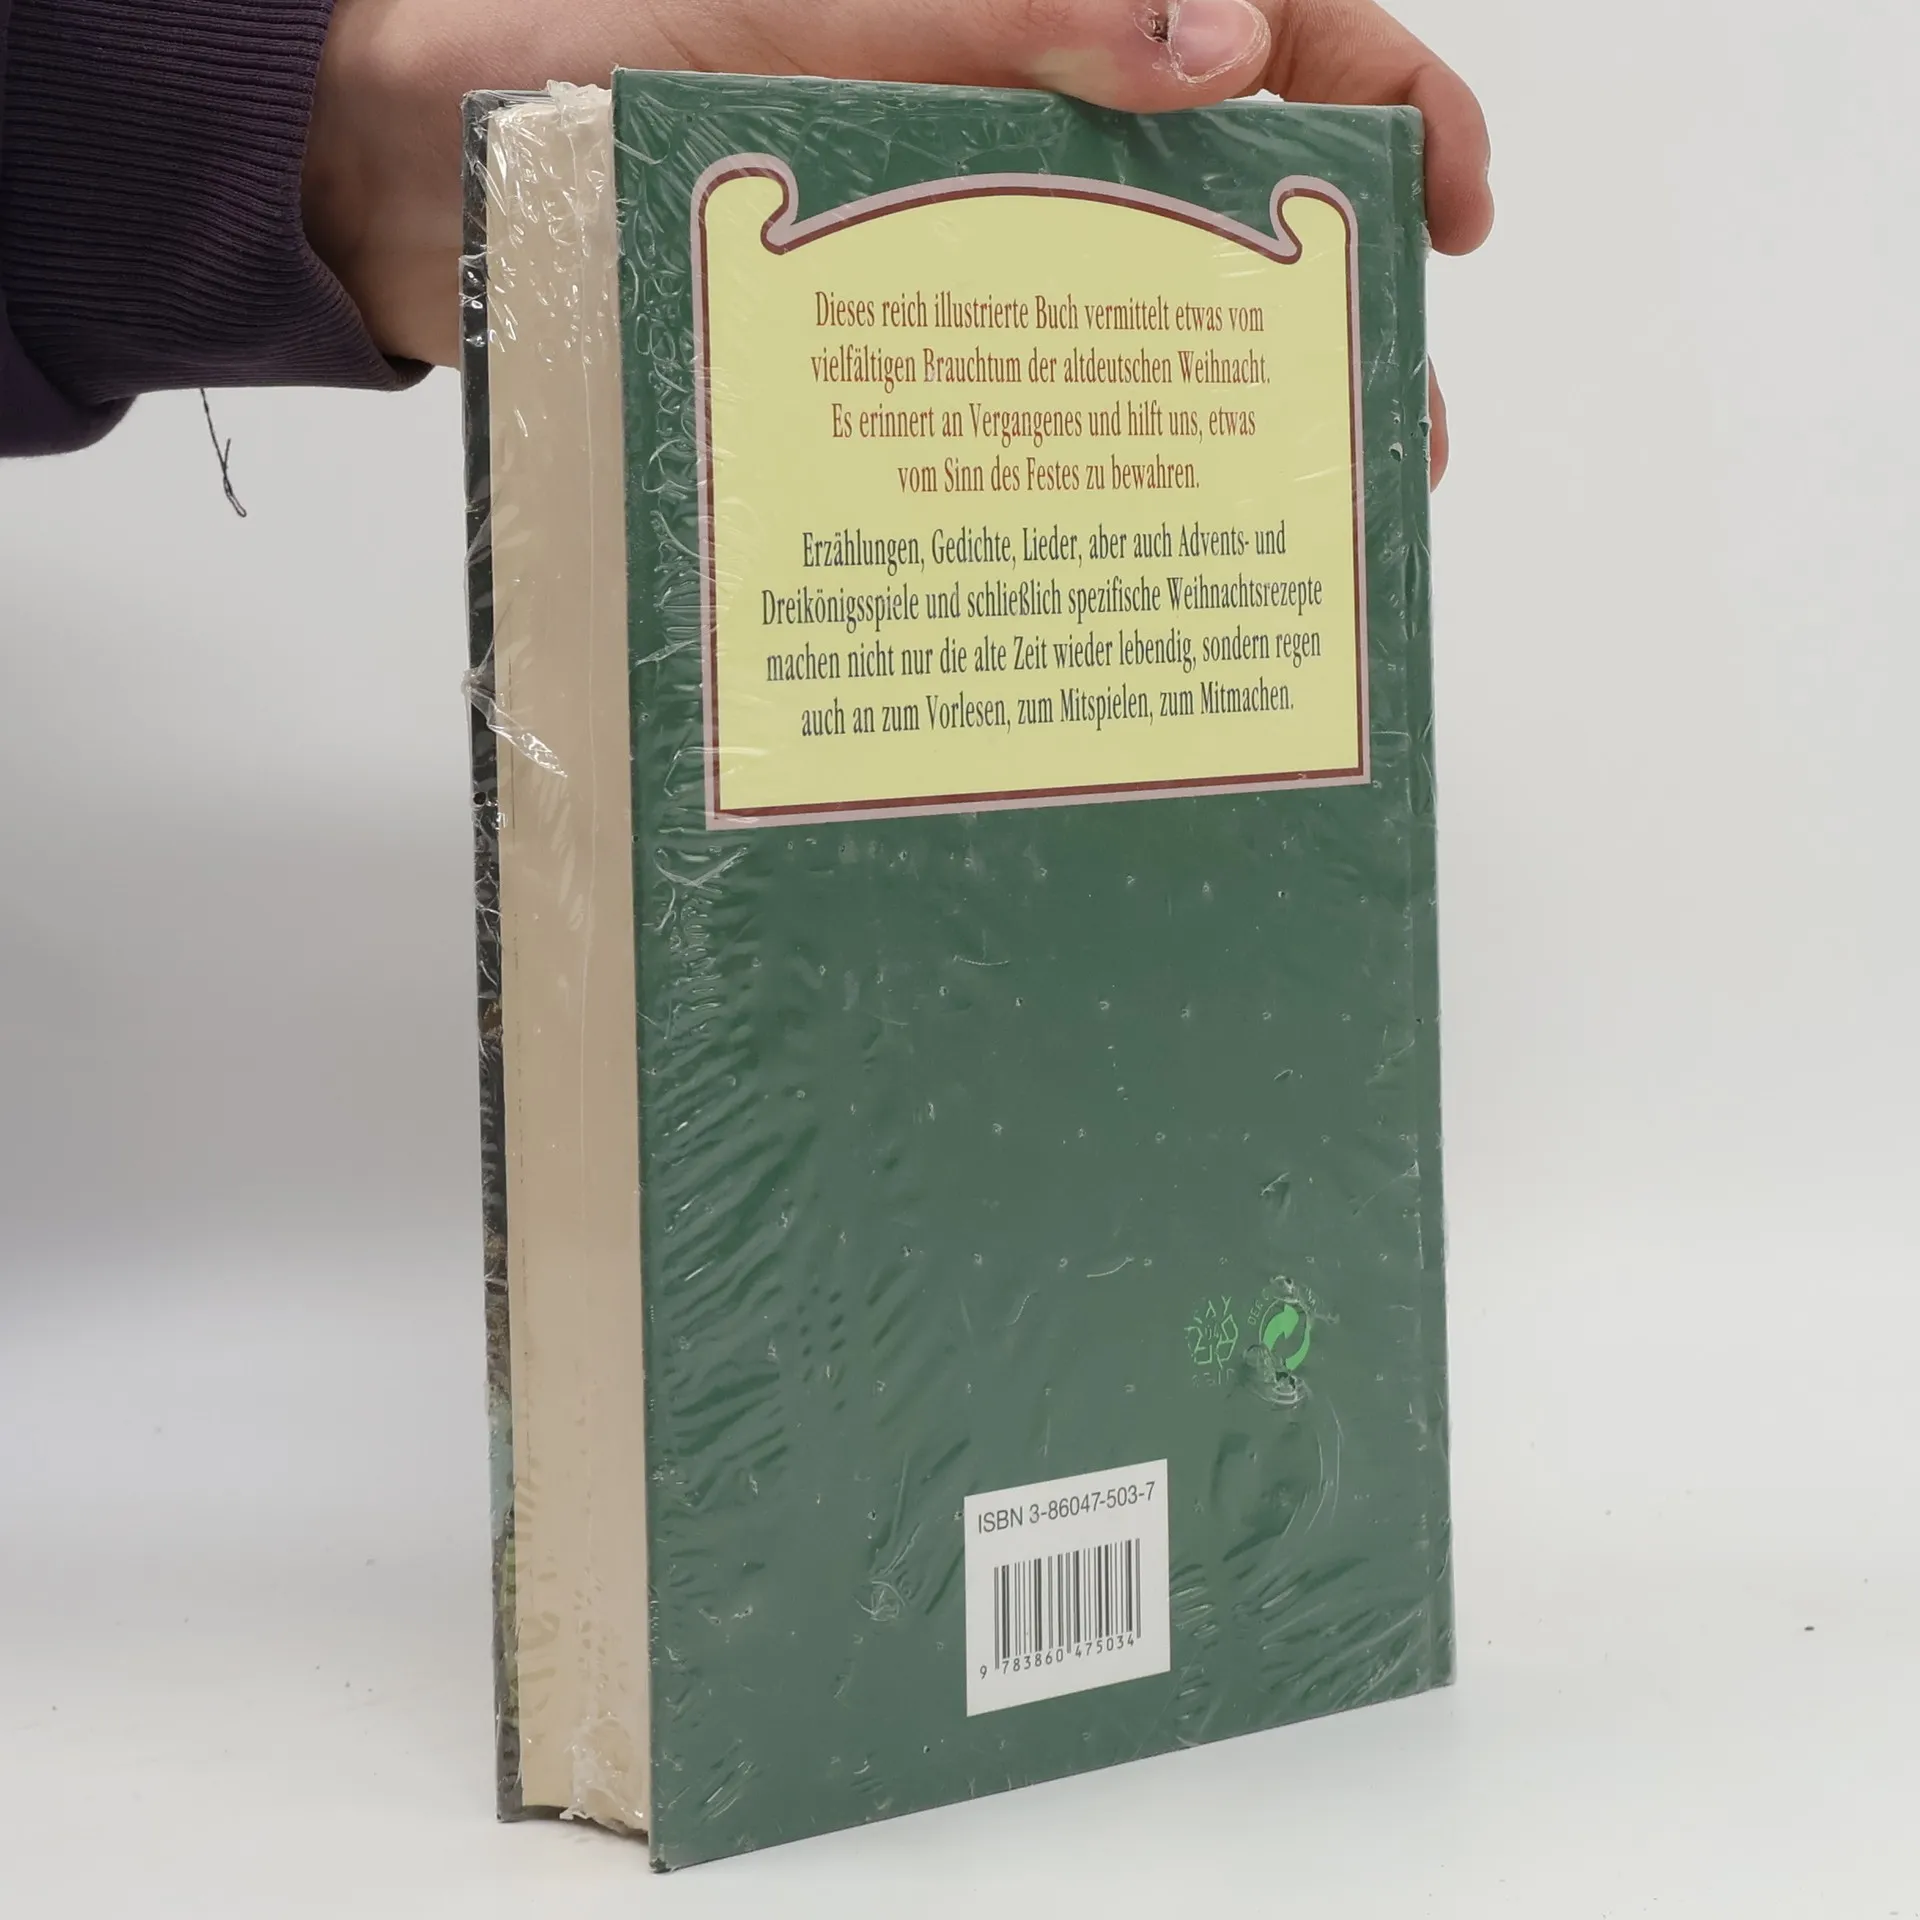 Dieses reich illustrierte Buch vermittelt etwas vom
vielfältigen Brauchtum der altdeutschen Weihnacht.
Es erinnert an Vergangenes und hilft uns, etwas
vom Sinn des Festes zu bewahren.
Erzählungen, Gedichte, Lieder, aber auch Advents- und
Dreikönigsspiele und schließlich spezifische Weihnachtsrezepte
machen nicht nur die alte Zeit wieder lebendig, sondern regen
auch an zum Vorlesen, zum Mitspielen, zum Mitmachen.
ISBN 3-86047-503-7
9 783860 475034